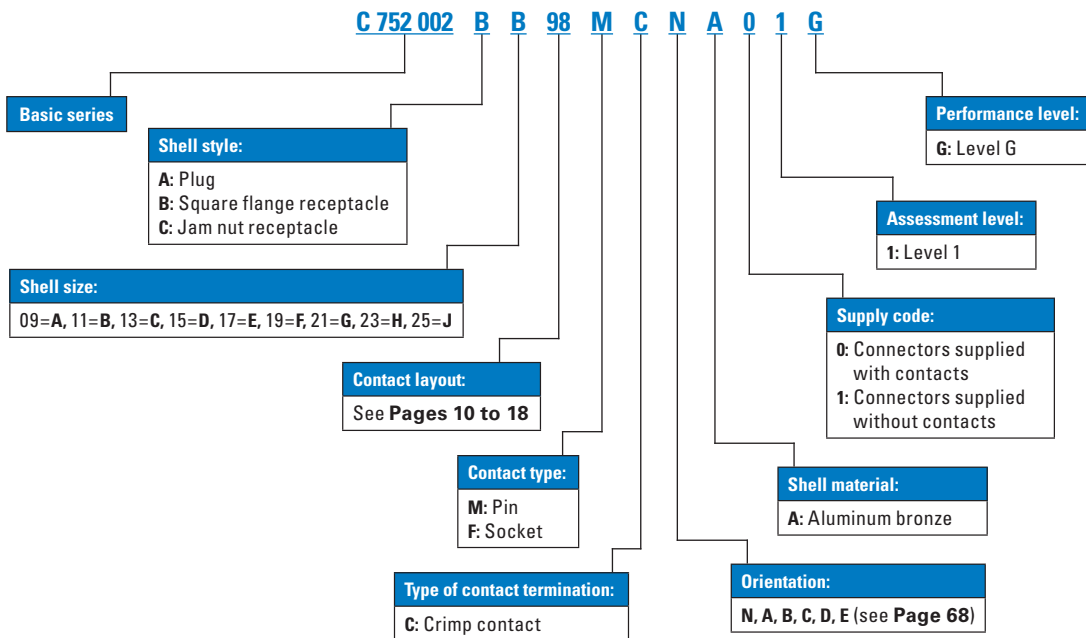 C 752 002 B B 98 M C N A 0 1 G
Basic series
Shell style:
A: Plug
B: Square flange receptacle
C: Jam nut receptacle
Shell size:
09=A, 11=B, 13=C, 15=D, 17=E, 19=F, 21=G, 23=H, 25=J
Contact layout:
See Pages 10 to 18
Contact type:
M: Pin
F: Socket
Type of contact termination:
C: Crimp contact
Orientation:
N, A, B, C, D, E (see Page 68)
Shell material:
A: Aluminum bronze
Supply code:
0: Connectors supplied
with contacts
1: Connectors supplied
without contacts
Assessment level:
1: Level 1
Performance level:
G: Level G